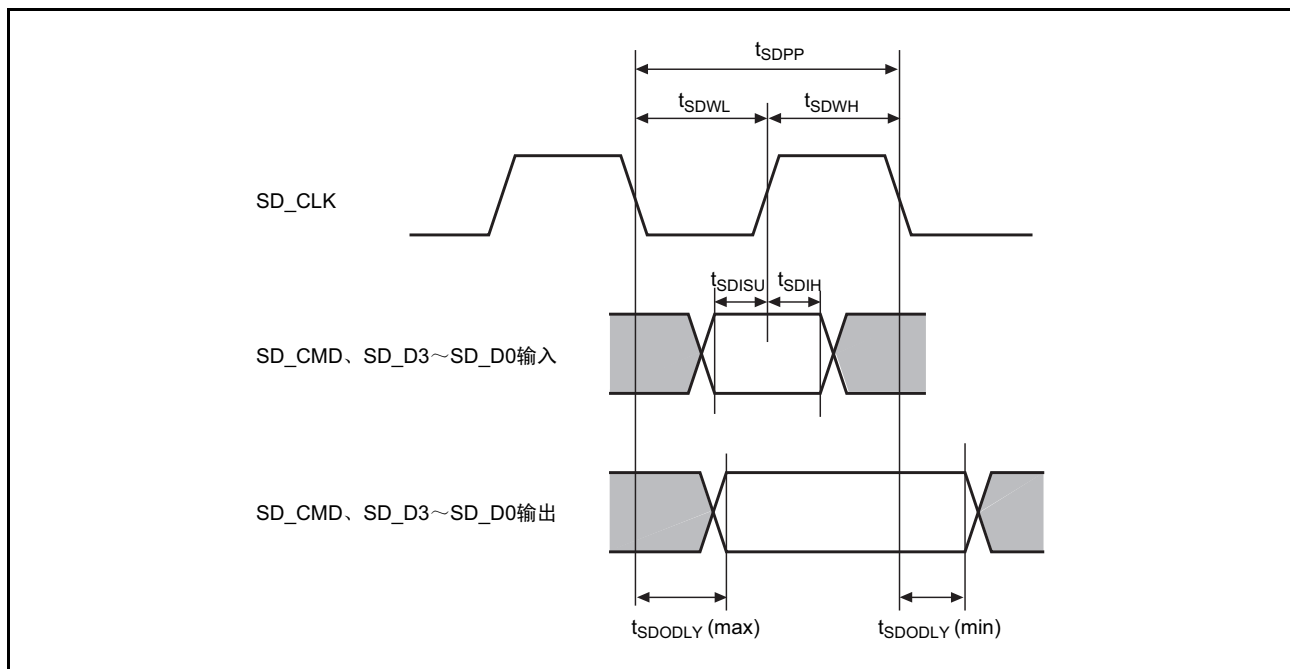 tSDPP
tSDWL tSDWH
SD_CLK
tSDISU tSDIH
SD_CMD、SD_D3～SD_D0输入
SD_CMD、SD_D3～SD_D0输出
tSDODLY (max) tSDODLY (min)